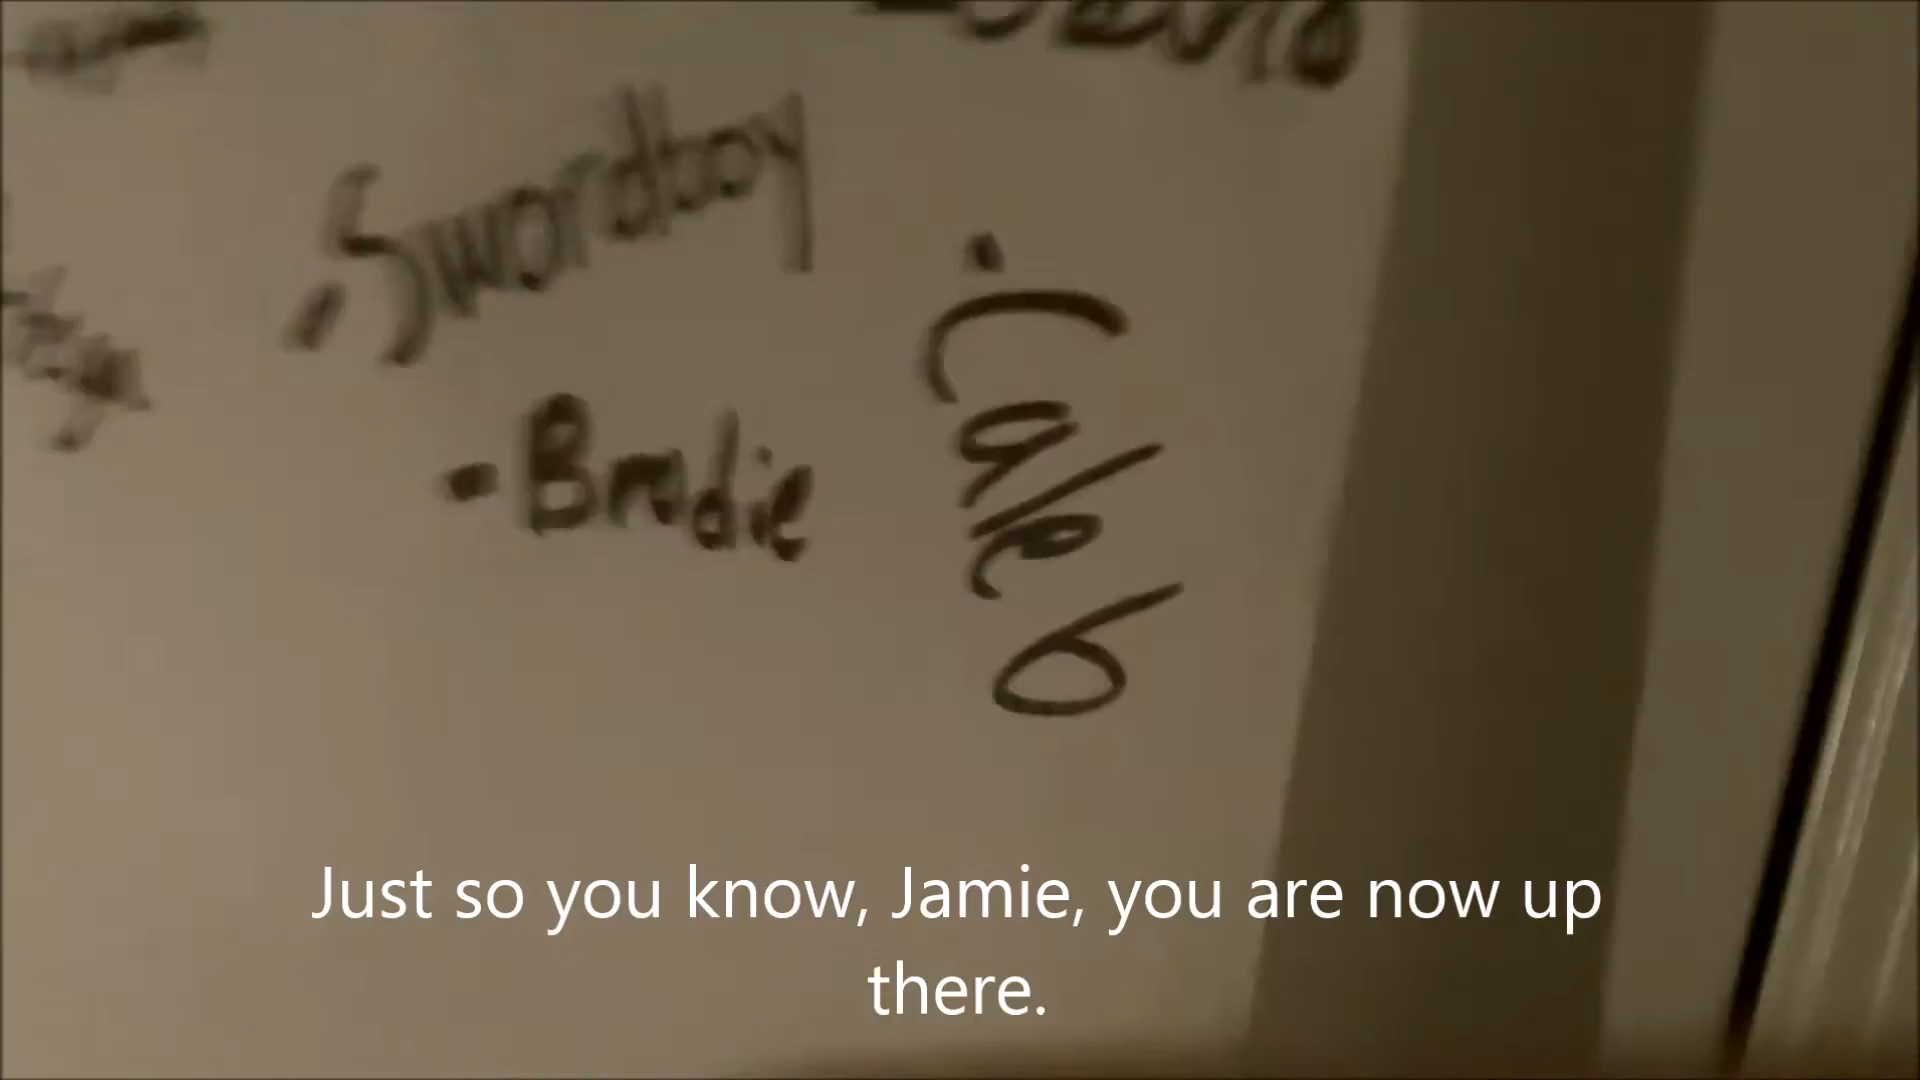 -Swordboy
-Brodie
·Caleb
Just so you know, Jamie, you are now up
there.